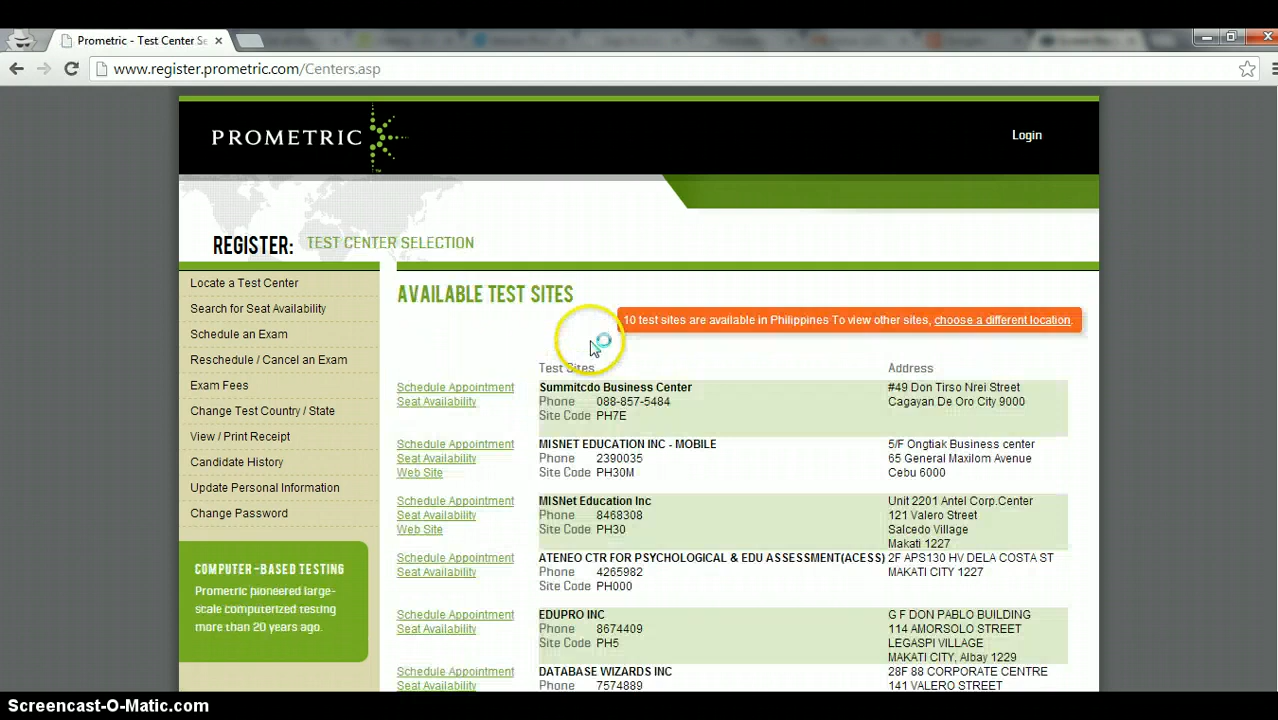 Prometric - Test Center Se
www.register.prometric.com/Centers.asp
PROMETRIC
TM
Login
REGISTER: TEST CENTER SELECTION
Locate a Test Center
Search for Seat Availability
Schedule an Exam
Reschedule / Cancel an Exam
Exam Fees
Change Test Country / State
View / Print Receipt
Candidate History
Update Personal Information
Change Password
COMPUTER-BASED TESTING
Prometric pioneered large-
scale computerized testing
more than 20 years ago.
AVAILABLE TEST SITES
10 test sites are available in Philippines To view other sites, choose a different location.
Test Sites Address
Schedule Appointment Summitcdo Business Center #49 Don Tirso Nrei Street
Seat Availability Phone 088-857-5484 Cagayan De Oro City 9000
Site Code PH7E
Schedule Appointment MISNET EDUCATION INC - MOBILE 5/F Ongtiak Business center
Seat Availability Phone 2390035 65 General Maxilom Avenue
Web Site Site Code PH30M Cebu 6000
Schedule Appointment MISNet Education Inc Unit 2201 Antel Corp.Center
Seat Availability Phone 8468308 121 Valero Street
Web Site Site Code PH30 Salcedo Village
Makati 1227
Schedule Appointment ATENEO CTR FOR PSYCHOLOGICAL & EDU ASSESSMENT(ACESS) 2F APS130 HV DELA COSTA ST
Seat Availability Phone 4265982 MAKATI CITY 1227
Site Code PH000
Schedule Appointment EDUPRO INC G F DON PABLO BUILDING
Seat Availability Phone 8674409 114 AMORSOLO STREET
Site Code PH5 LEGASPI VILLAGE
MAKATI CITY, Albay 1229
Schedule Appointment DATABASE WIZARDS INC 28F 88 CORPORATE CENTRE
Seat Availability Phone 7574889 141 VALERO STREET
Screencast-O-Matic.com